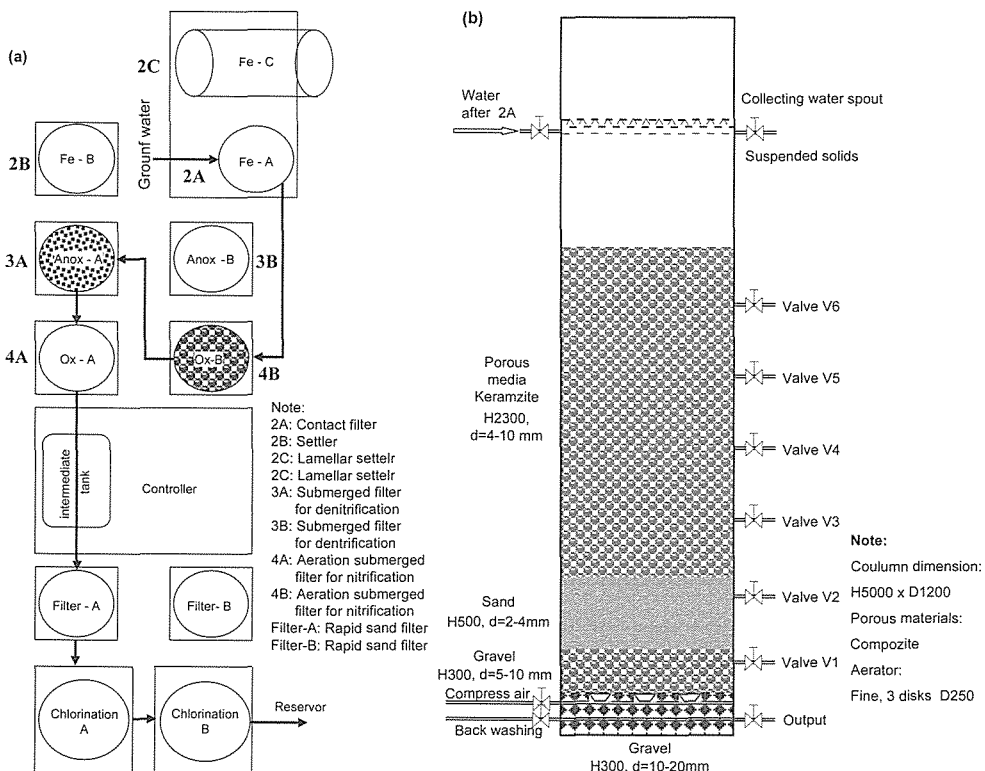 (a)
2C
Fe - C
Grounf water
2B
Fe - B
Fe - A
2A
3A
Anox - A
Anox - B
3B
4A
Ox - A
Ox-B
4B
intermediate
tank
Controller
Note:
2A: Contact filter
2B: Settler
2C: Lamellar settelr
2C: Lamellar settelr
3A: Submerged filter
for denitrification
3B: Submerged filter
for dentrification
4A: Aeration submerged
filter for nitrification
4B: Aeration submerged
filter for nitrification
Filter-A: Rapid sand filter
Filter-B: Rapid sand filter
Filter - A
Filter- B
Chlorination
A
Chlorination
B
Reservor
(b)
Water
after 2A
Collecting water spout
Suspended solids
Porous
media
Keramzite
H2300,
d=4-10 mm
Valve V6
Valve V5
Valve V4
Valve V3
Valve V2
Valve V1
Output
Sand
H500, d=2-4mm
Gravel
H300, d=5-10 mm
Compress air
Back washing
Gravel
H300, d=10-20mm
Note:
Coulumn dimension:
H5000 x D1200
Porous materials:
Compozite
Aerator:
Fine, 3 disks D250